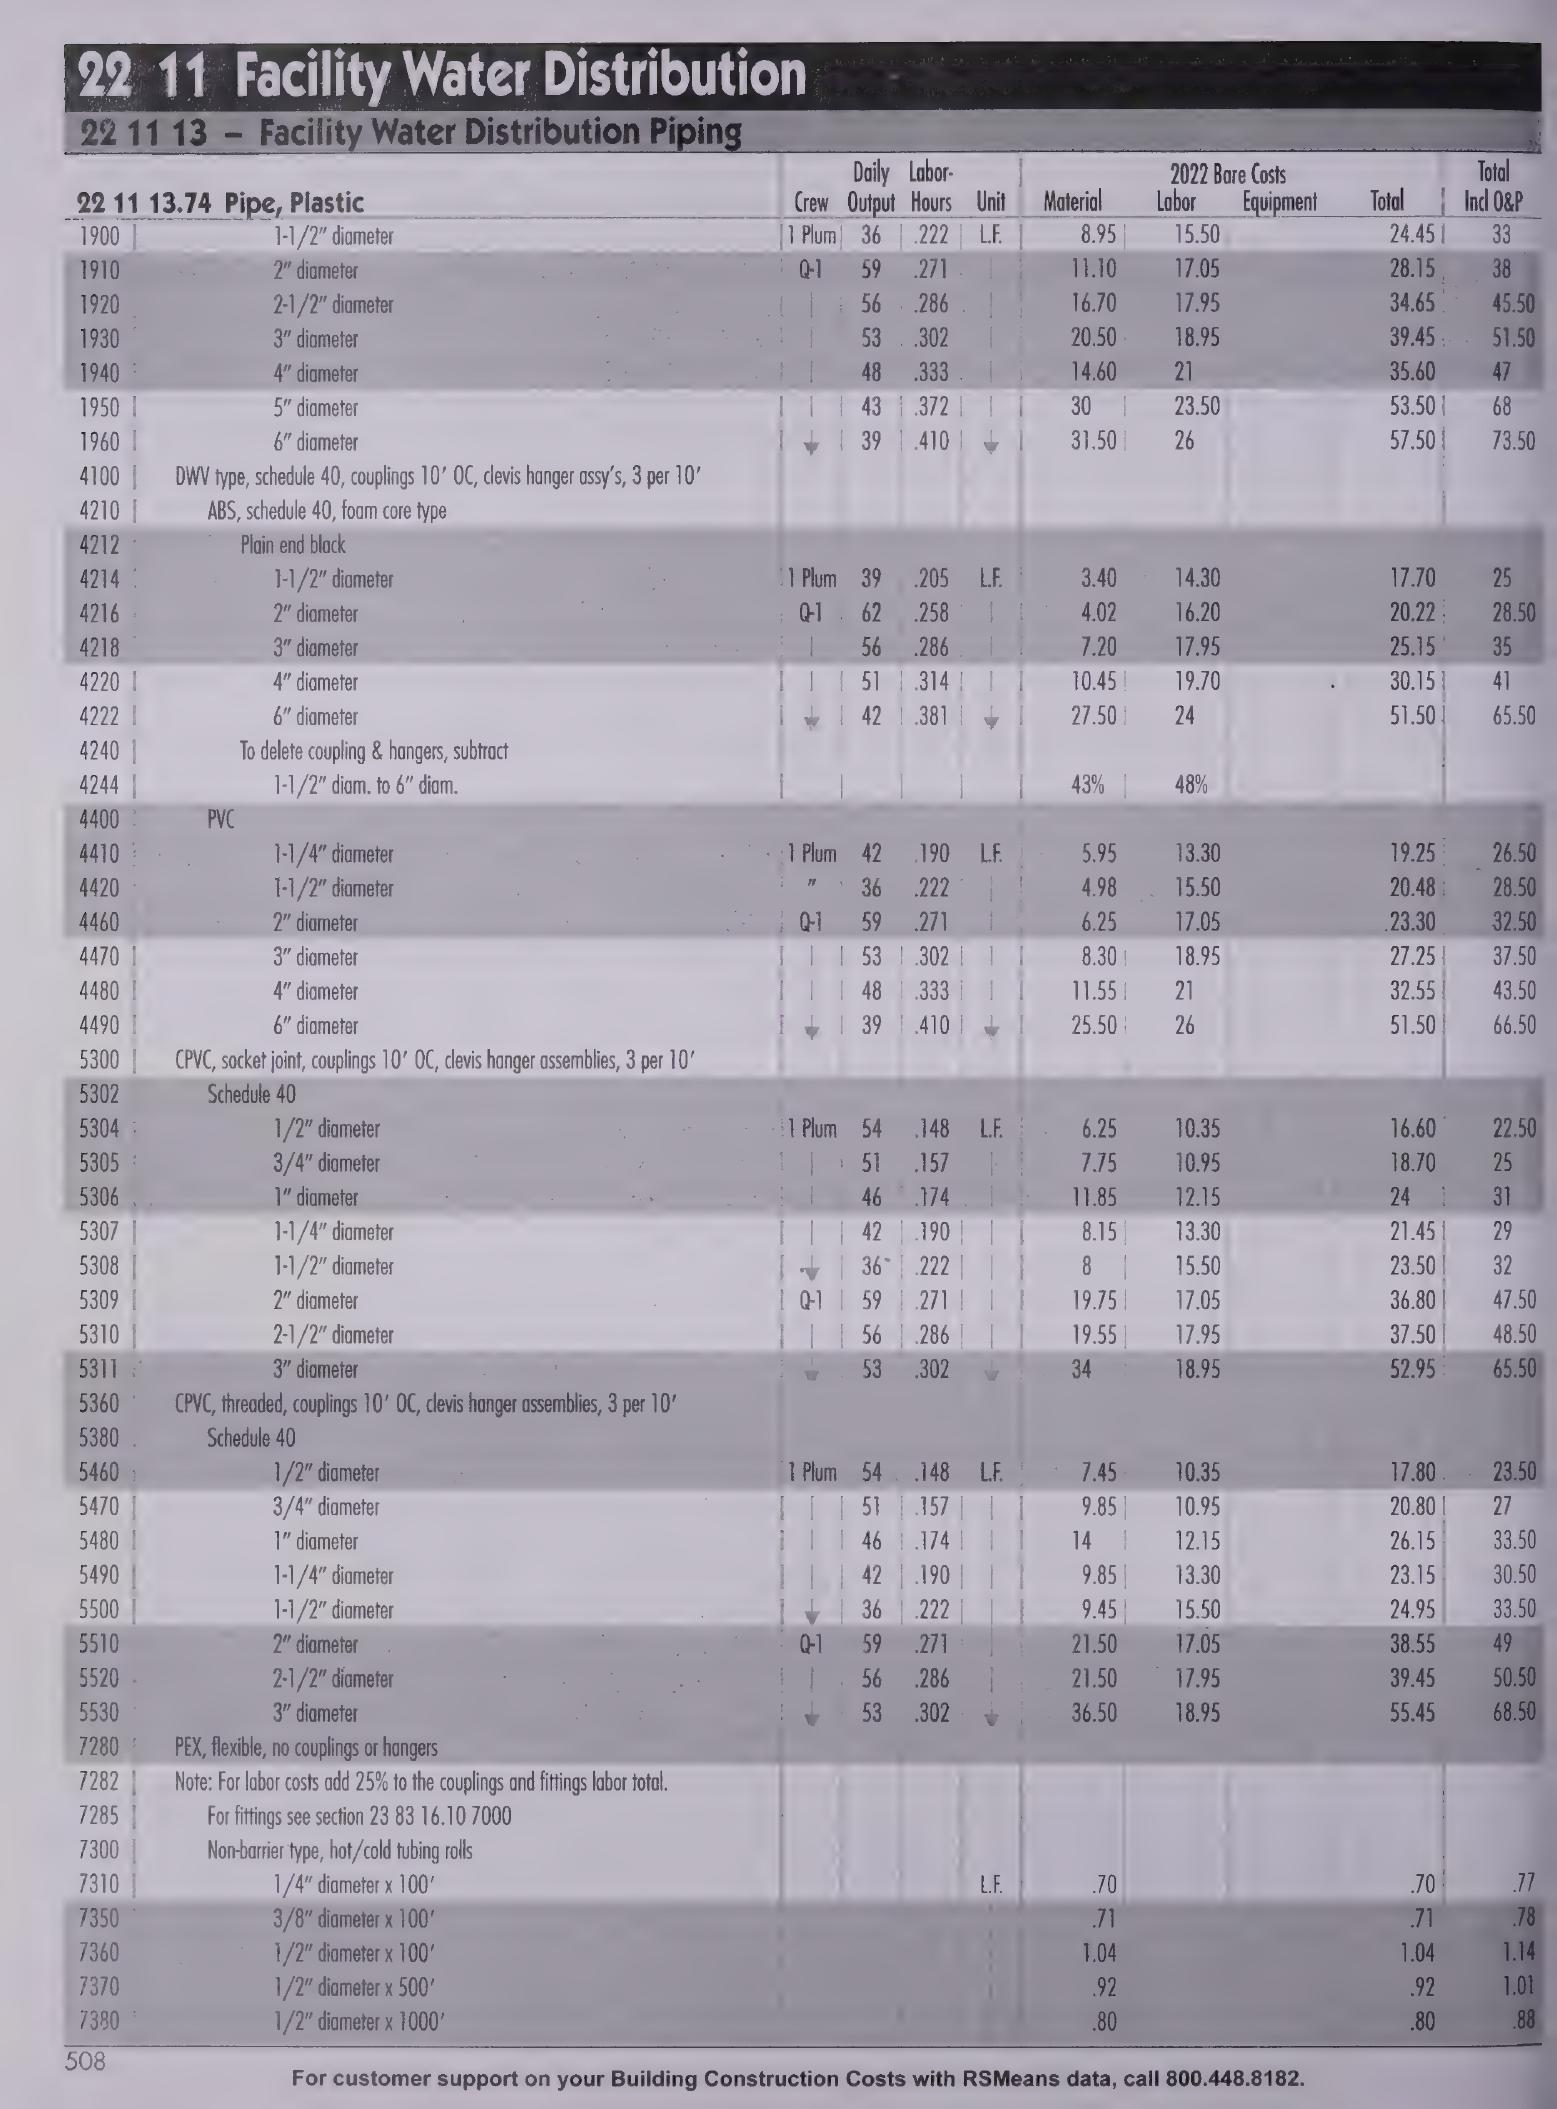 22 11 Facility Water Distribution
22 11 13 – Facility Water Distribution Piping
Daily Labor- 2022 Bare Costs Total
22 11 13.74 Pipe, Plastic Crew Output Hours Unit Material Labor Equipment Total Incl O&P
1900 1-1/2" diameter 1 Plum 36 .222 L.F. 8.95 15.50 24.45 33
1910 2" diameter Q-1 59 .271 11.10 17.05 28.15 38
1920 2-1/2" diameter 56 .286 16.70 17.95 34.65 45.50
1930 3" diameter 53 .302 20.50 18.95 39.45 51.50
1940 4" diameter 48 .333 14.60 21 35.60 47
1950 5" diameter 43 .372 30 23.50 53.50 68
1960 6" diameter 39 .410 31.50 26 57.50 73.50
4100 DWV type, schedule 40, couplings 10' OC, clevis hanger assy's, 3 per 10'
4210 ABS, schedule 40, foam core type
4212 Plain end black
4214 1-1/2" diameter 1 Plum 39 .205 L.F. 3.40 14.30 17.70 25
4216 2" diameter Q-1 62 .258 4.02 16.20 20.22 28.50
4218 3" diameter 56 .286 7.20 17.95 25.15 35
4220 4" diameter 51 .314 10.45 19.70 30.15 41
4222 6" diameter 42 .381 27.50 24 51.50 65.50
4240 To delete coupling & hangers, subtract
4244 1-1/2" diam. to 6" diam. 43% 48%
4400 PVC
4410 1-1/4" diameter 1 Plum 42 .190 L.F. 5.95 13.30 19.25 26.50
4420 1-1/2" diameter " 36 .222 4.98 15.50 20.48 28.50
4460 2" diameter Q-1 59 .271 6.25 17.05 23.30 32.50
4470 3" diameter 53 .302 8.30 18.95 27.25 37.50
4480 4" diameter 48 .333 11.55 21 32.55 43.50
4490 6" diameter 39 .410 25.50 26 51.50 66.50
5300 CPVC, socket joint, couplings 10' OC, clevis hanger assemblies, 3 per 10'
5302 Schedule 40
5304 1/2" diameter 1 Plum 54 .148 L.F. 6.25 10.35 16.60 22.50
5305 3/4" diameter 51 .157 7.75 10.95 18.70 25
5306 1" diameter 46 .174 11.85 12.15 24 31
5307 1-1/4" diameter 42 .190 8.15 13.30 21.45 29
5308 1-1/2" diameter 36 .222 8 15.50 23.50 32
5309 2" diameter Q-1 59 .271 19.75 17.05 36.80 47.50
5310 2-1/2" diameter 56 .286 19.55 17.95 37.50 48.50
5311 3" diameter 53 .302 34 18.95 52.95 65.50
5360 CPVC, threaded, couplings 10' OC, clevis hanger assemblies, 3 per 10'
5380 Schedule 40
5460 1/2" diameter 1 Plum 54 .148 L.F. 7.45 10.35 17.80 23.50
5470 3/4" diameter 51 .157 9.85 10.95 20.80 27
5480 1" diameter 46 .174 14 12.15 26.15 33.50
5490 1-1/4" diameter 42 .190 9.85 13.30 23.15 30.50
5500 1-1/2" diameter 36 .222 9.45 15.50 24.95 33.50
5510 2" diameter Q-1 59 .271 21.50 17.05 38.55 49
5520 2-1/2" diameter 56 .286 21.50 17.95 39.45 50.50
5530 3" diameter 53 .302 36.50 18.95 55.45 68.50
7280 PEX, flexible, no couplings or hangers
7282 Note: For labor costs add 25% to the couplings and fittings labor total.
7285 For fittings see section 23 83 16.10 7000
7300 Non-barrier type, hot/cold tubing rolls
7310 1/4" diameter x 100' L.F. .70 .70 .77
7350 3/8" diameter x 100' .71 .71 .78
7360 1/2" diameter x 100' 1.04 1.04 1.14
7370 1/2" diameter x 500' .92 .92 1.01
7380 1/2" diameter x 1000' .80 .80 .88
508
For customer support on your Building Construction Costs with RSMeans data, call 800.448.8182.